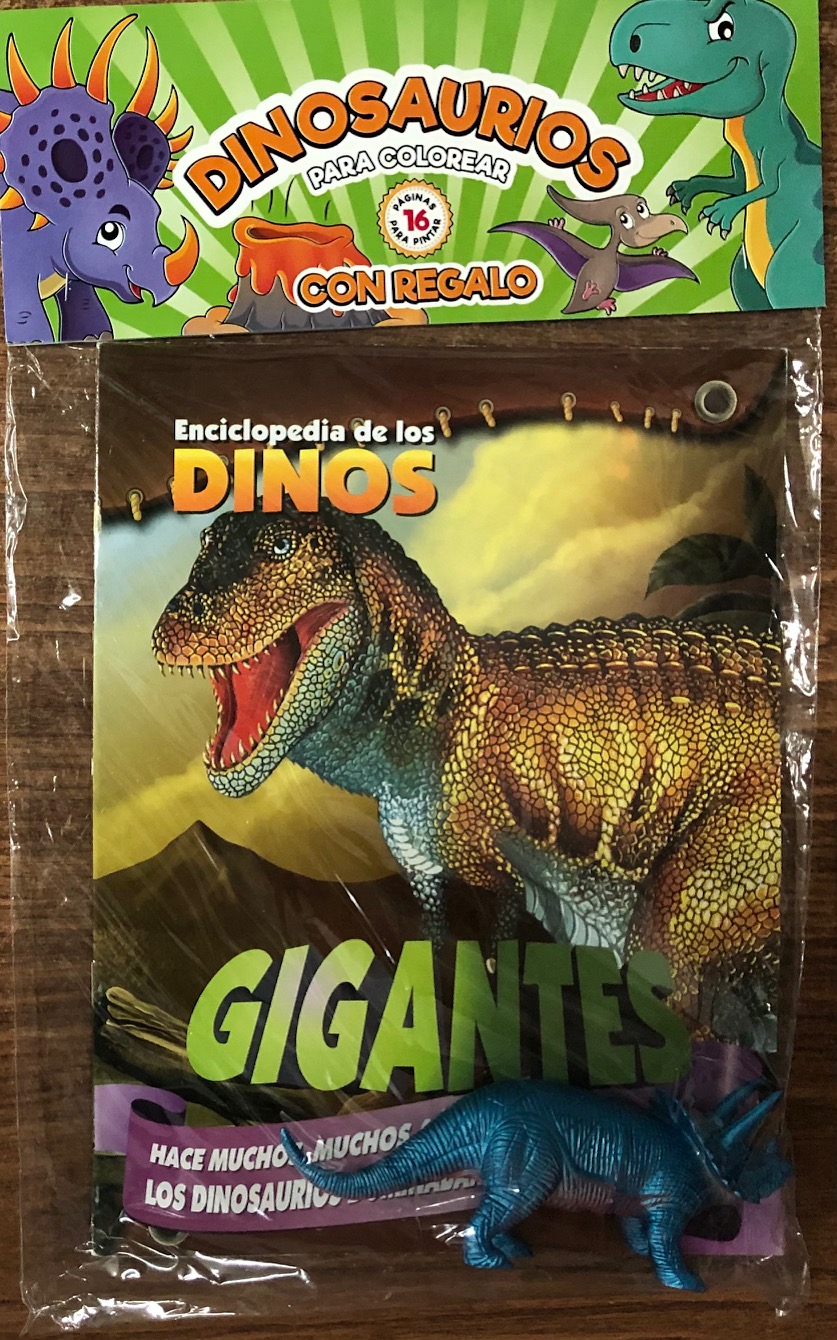 DINOSAURIOS
PARA COLOREAR
PÁGINAS
16
PARA PINTAR
CON REGALO
Enciclopedia de los
DINOS
GIGANTES
HACE MUCHOS, MUCHOS
LOS DINOSAURIOS